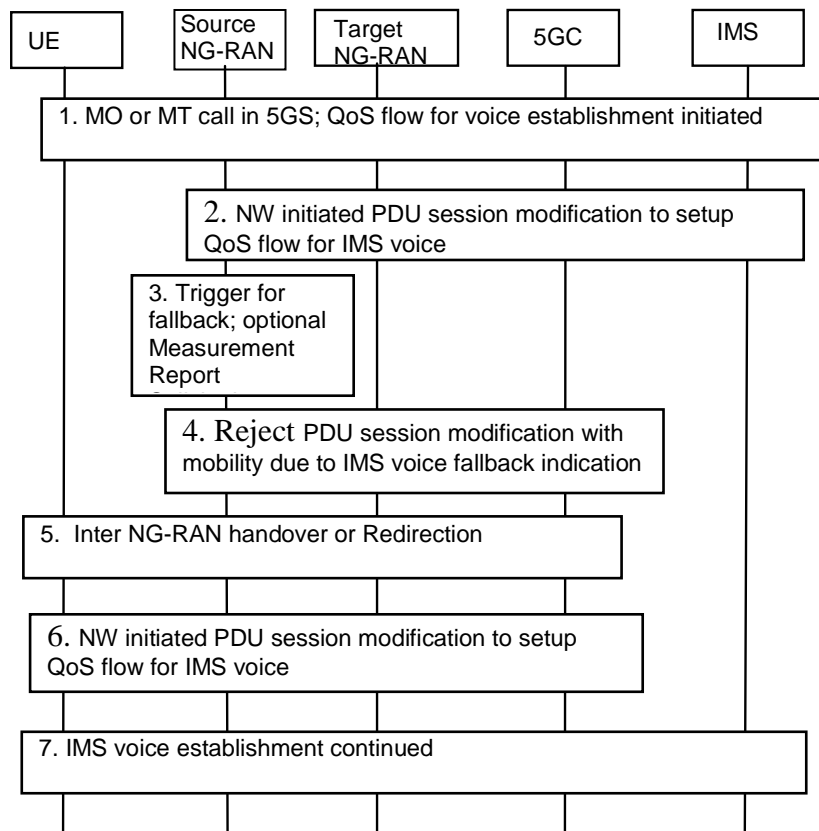 UE
Source
NG-RAN
Target
NG-RAN
5GC
IMS
1. MO or MT call in 5GS; QoS flow for voice establishment initiated
2. NW initiated PDU session modification to setup
QoS flow for IMS voice
3. Trigger for
fallback; optional
Measurement
Report
4. Reject PDU session modification with
mobility due to IMS voice fallback indication
5. Inter NG-RAN handover or Redirection
6. NW initiated PDU session modification to setup
QoS flow for IMS voice
7. IMS voice establishment continued